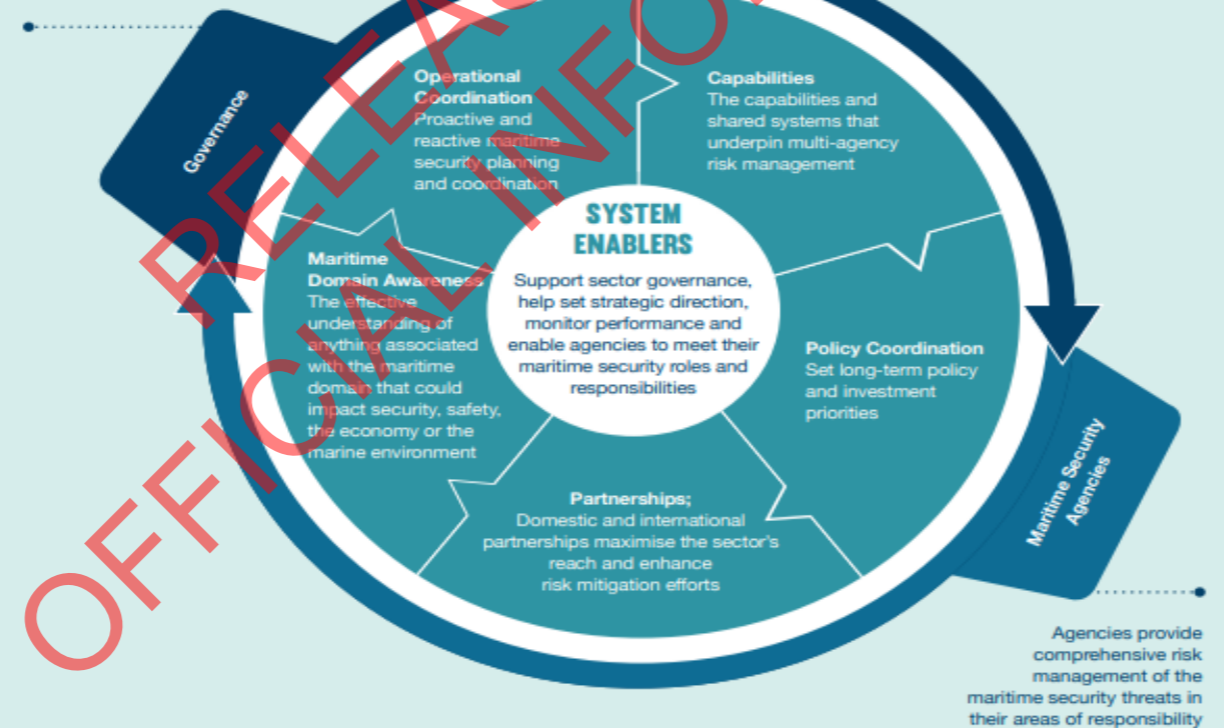 Governance
Operational
Coordination
Proactive and
reactive maritime
security planning
and coordination
Capabilities
The capabilities and
shared systems that
underpin multi-agency
risk management
SYSTEM
ENABLERS
Support sector governance,
help set strategic direction,
monitor performance and
enable agencies to meet their
maritime security roles and
responsibilities
Maritime
Domain Awareness
The effective
understanding of
anything associated
with the maritime
domain that could
impact security, safety,
the economy or the
marine environment
Policy Coordination
Set long-term policy
and investment
priorities
Partnerships;
Domestic and international
partnerships maximise the sector's
reach and enhance
risk mitigation efforts
Maritime Security
Agencies
Agencies provide
comprehensive risk
management of the
maritime security threats in
their areas of responsibility
OFFICIAL